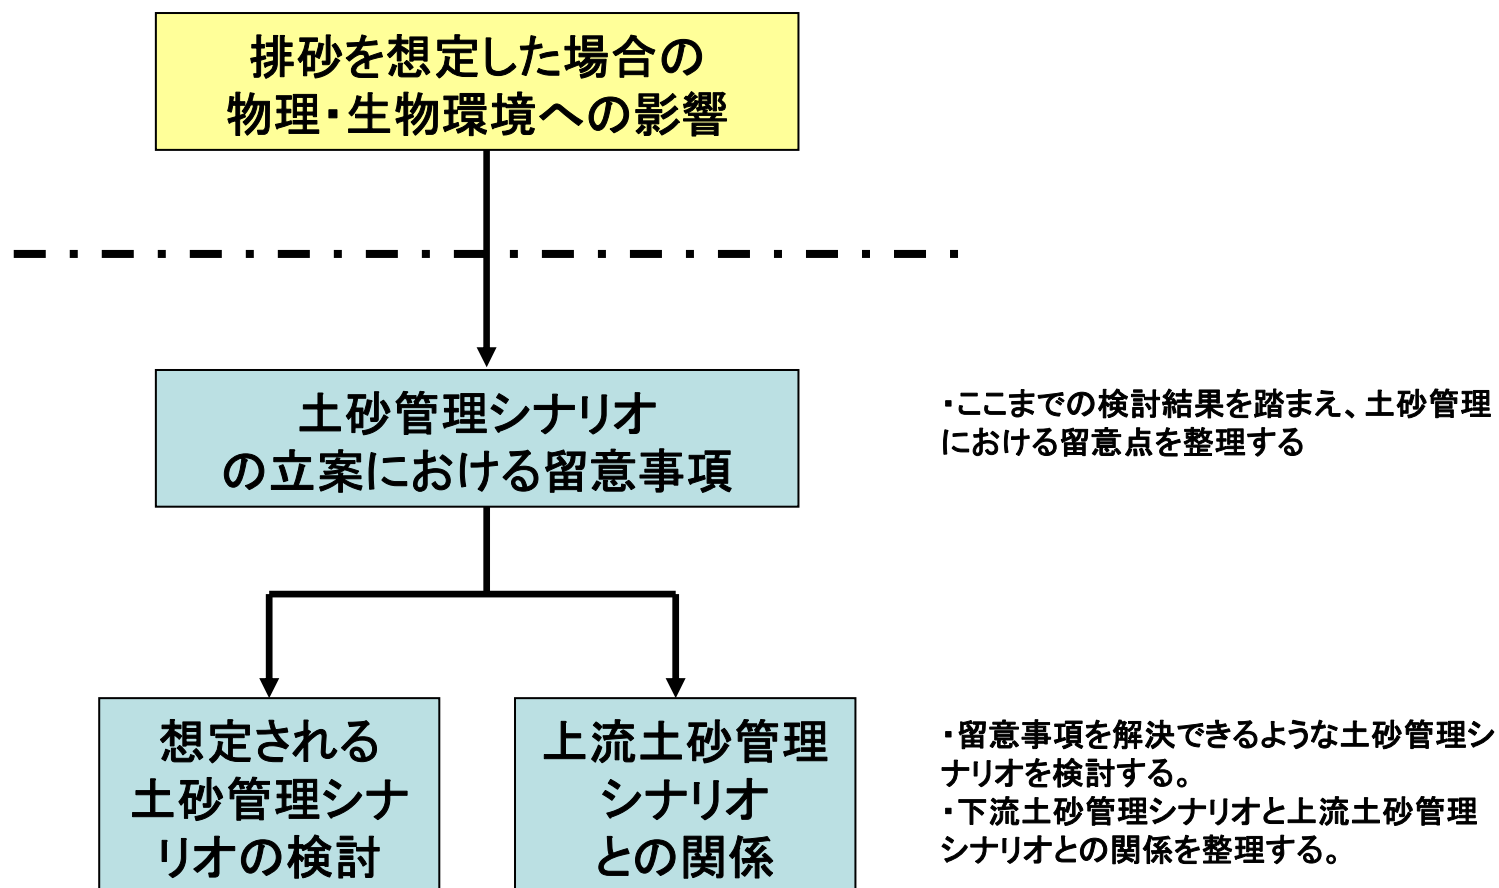 排砂を想定した場合の
物理・生物環境への影響
土砂管理シナリオ
の立案における留意事項
・ここまでの検討結果を踏まえ、土砂管理
における留意点を整理する
想定される
土砂管理シナ
リオの検討
上流土砂管理
シナリオ
との関係
・留意事項を解決できるような土砂管理シ
ナリオを検討する。
・下流土砂管理シナリオと上流土砂管理
シナリオとの関係を整理する。